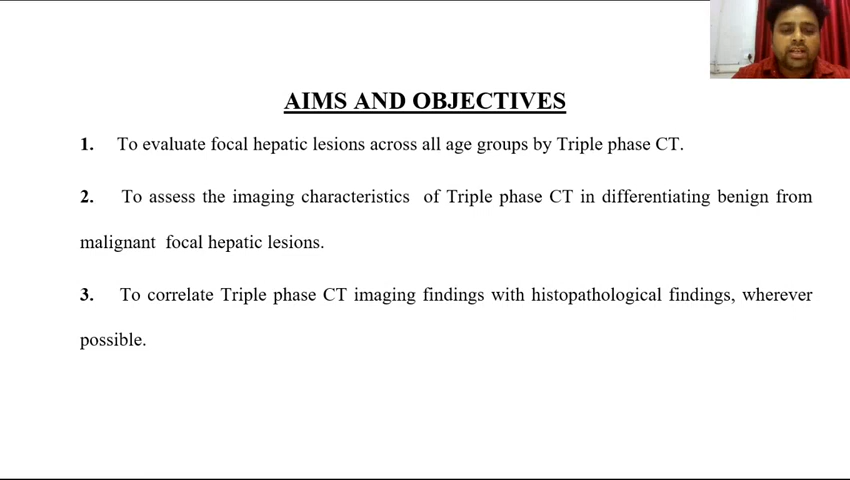 AIMS AND OBJECTIVES
1. To evaluate focal hepatic lesions across all age groups by Triple phase CT.
2. To assess the imaging characteristics of Triple phase CT in differentiating benign from
malignant focal hepatic lesions.
3. To correlate Triple phase CT imaging findings with histopathological findings, wherever
possible.